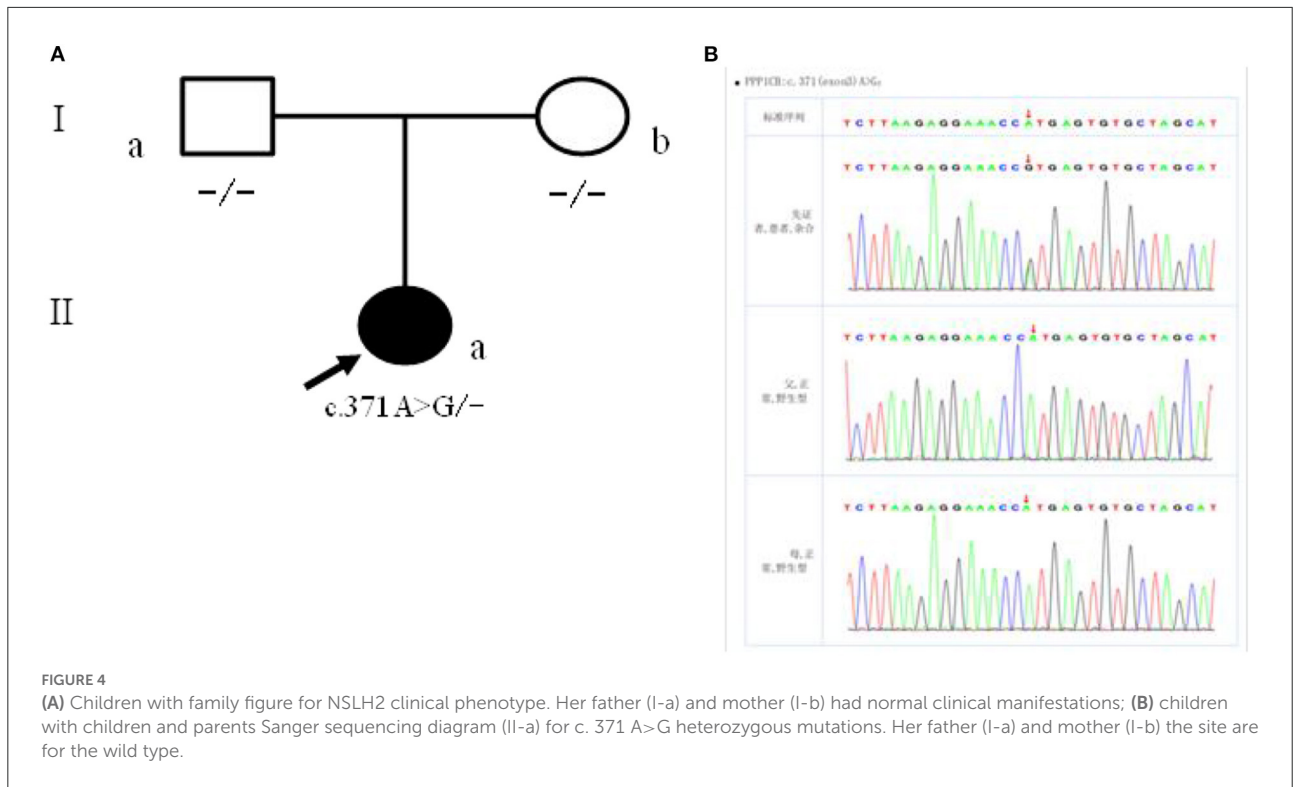 A
I
a
b
−/−
−/−
II
a
c.371A>G/−
B
PPP1CB:c. 371(exon3)A>G
标准序列
TCTTAAGAGGAAACCATGAGTGTGCTAGCAT
TCTTAAGAGGAAACCGTGAGTGTGCTAGCAT
先证
者,患者,杂合
TCTTAAGAGGAAACCATGAGTGTGCTAGCAT
父,正
常,野生型
TCTTAAGAGGAAACCATGAGTGTGCTAGCAT
母,正
常,野生型
FIGURE 4
(A) Children with family figure for NSLH2 clinical phenotype. Her father (I-a) and mother (I-b) had normal clinical manifestations; (B) children
with children and parents Sanger sequencing diagram (II-a) for c. 371 A>G heterozygous mutations. Her father (I-a) and mother (I-b) the site are
for the wild type.